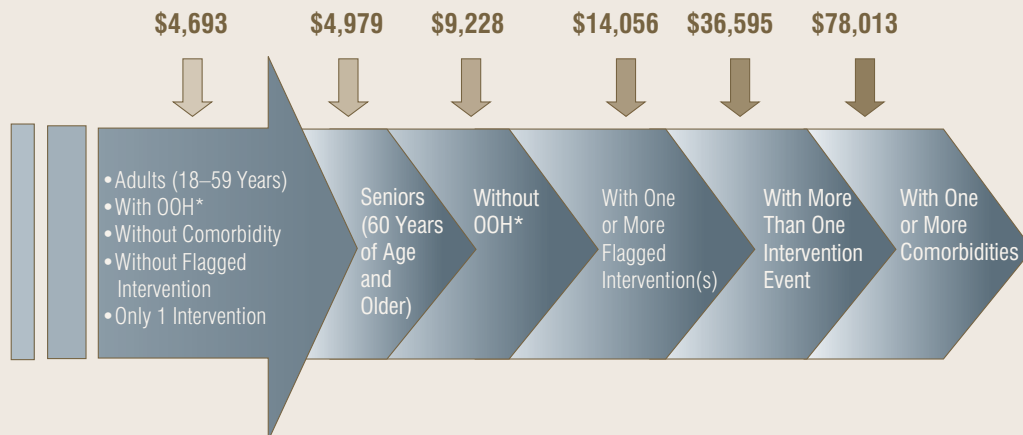 $4,693
$4,979
$9,228
$14,056
$36,595
$78,013
•Adults (18–59 Years)
•With OOH*
•Without Comorbidity
•Without Flagged
Intervention
•Only 1 Intervention
Seniors
(60 Years
of Age
and
Older)
Without
OOH*
With One
or More
Flagged
Intervention(s)
With More
Than One
Intervention
Event
With One
or More
Comorbidities